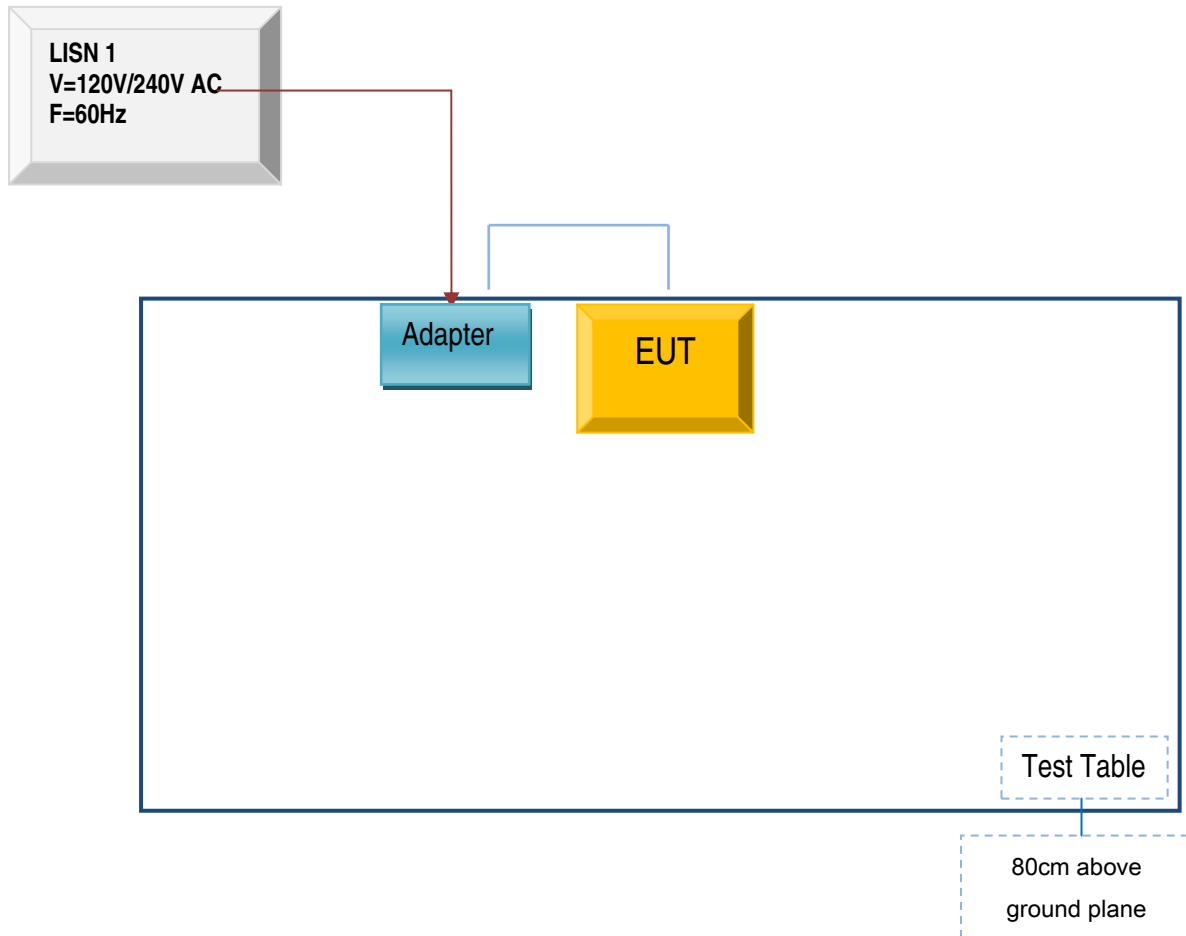 LISN 1
V=120V/240V AC
F=60Hz
Adapter
EUT
Test Table
80cm above
ground plane